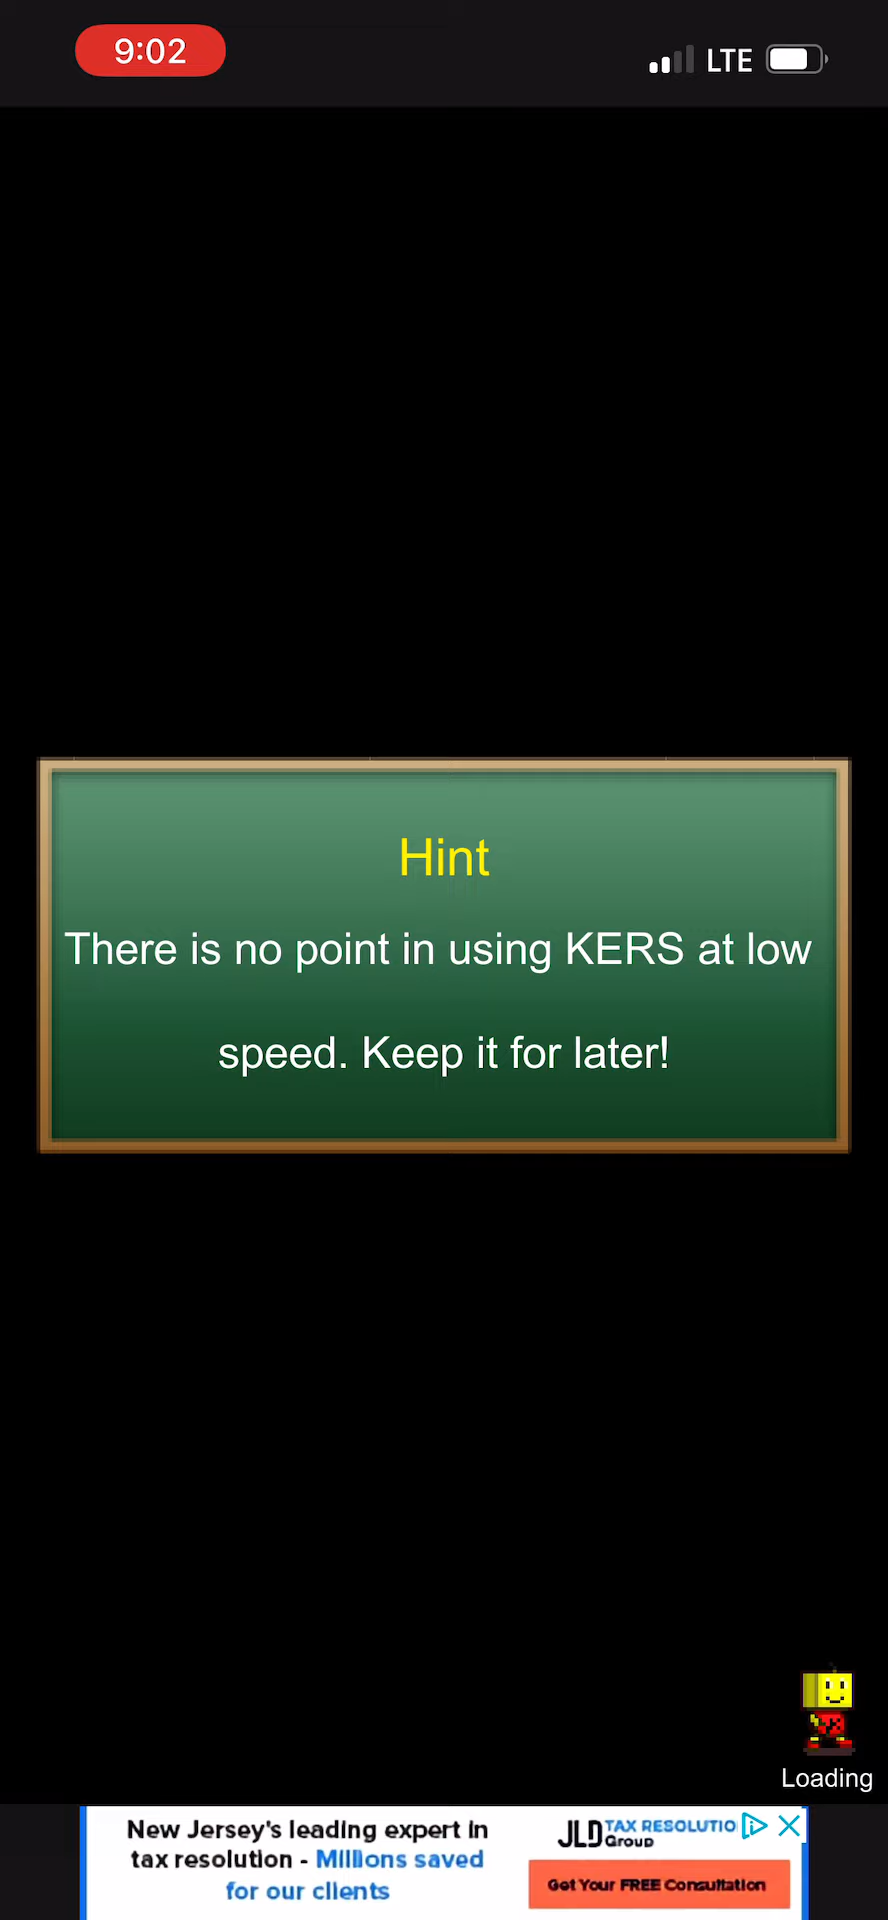 9:02
LTE
Hint
There is no point in using KERS at low
speed. Keep it for later!
Loading
New Jersey's leading expert in
tax resolution - Millions saved
for our clients
JLD TAX RESOLUTIO
Group
Get Your FREE Consultation